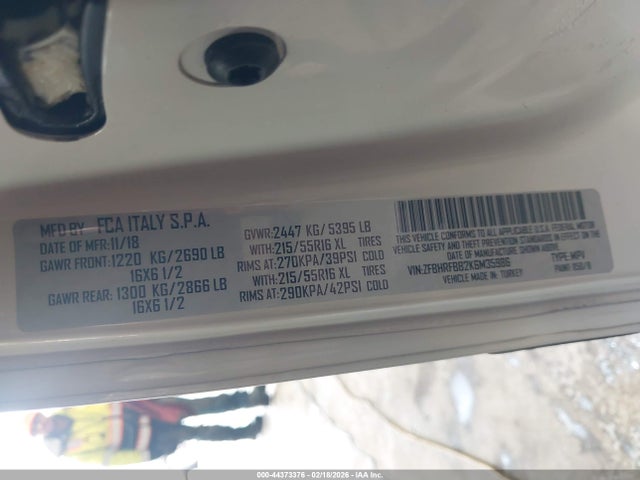 MFD BY FCA ITALY S.P.A.
DATE OF MFR: 11/18
GAWR FRONT: 1220 KG/2690 LB
16X6 1/2
GAWR REAR: 1300 KG/2866 LB
16X6 1/2
GVWR: 2447 KG/ 5395 LB
WITH: 215/55R16 XL TIRES
RIMS AT: 270KPA/39PSI COLD
WITH: 215/55R16 XL TIRES
RIMS AT: 290KPA/42PSI COLD
THIS VEHICLE CONFORMS TO ALL APPLICABLE FEDERAL MOTOR
VEHICLE SAFETY AND THEFT PREVENTION STANDARDS IN EFFECT
ON THE DATE OF MANUFACTURE SHOWN ABOVE.
VIN: ZFBHRFBB2K6M35986 TYPE: MPV
MADE IN: TURKEY PAINT
00-44373376 - 02/18/2026 - IAA Inc.